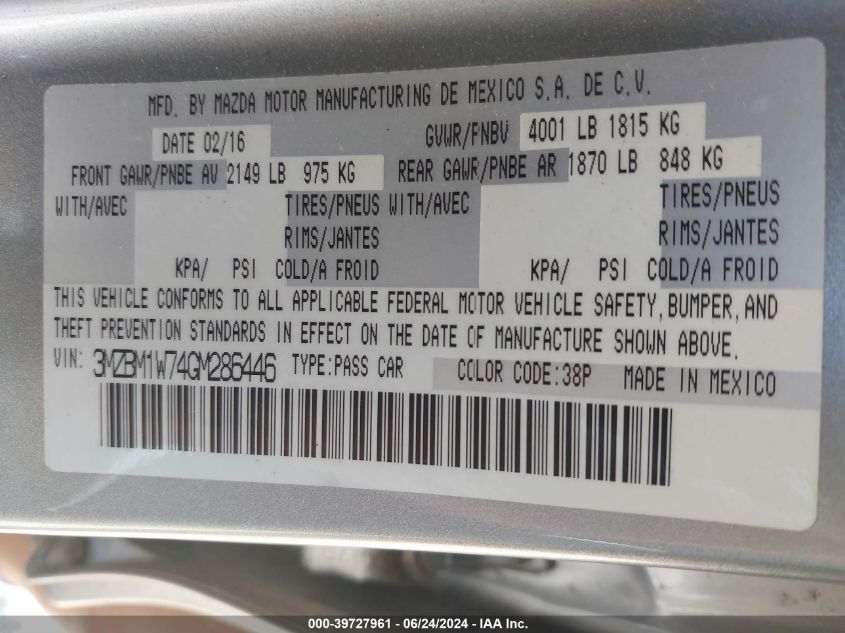 MFD. BY MAZDA MOTOR MANUFACTURING DE MEXICO S.A. DE C.V.
DATE 02/16 GVWR/PNBV 4001 LB 1815 KG
FRONT GAWR/PNBE AV 2149 LB 975 KG REAR GAWR/PNBE AR 1870 LB 848 KG
WITH/AVEC TIRES/PNEUS WITH/AVEC TIRES/PNEUS
RIMS/JANTES RIMS/JANTES
KPA/ PSI COLD/A FROID KPA/ PSI COLD/A FROID
THIS VEHICLE CONFORMS TO ALL APPLICABLE FEDERAL MOTOR VEHICLE SAFETY, BUMPER, AND
THEFT PREVENTION STANDARDS IN EFFECT ON THE DATE OF MANUFACTURE SHOWN ABOVE.
VIN: 3MZBM1W74GM286446 TYPE:PASS CAR COLOR CODE:38P MADE IN MEXICO
000-39727961 - 06/24/2024 - IAA Inc.